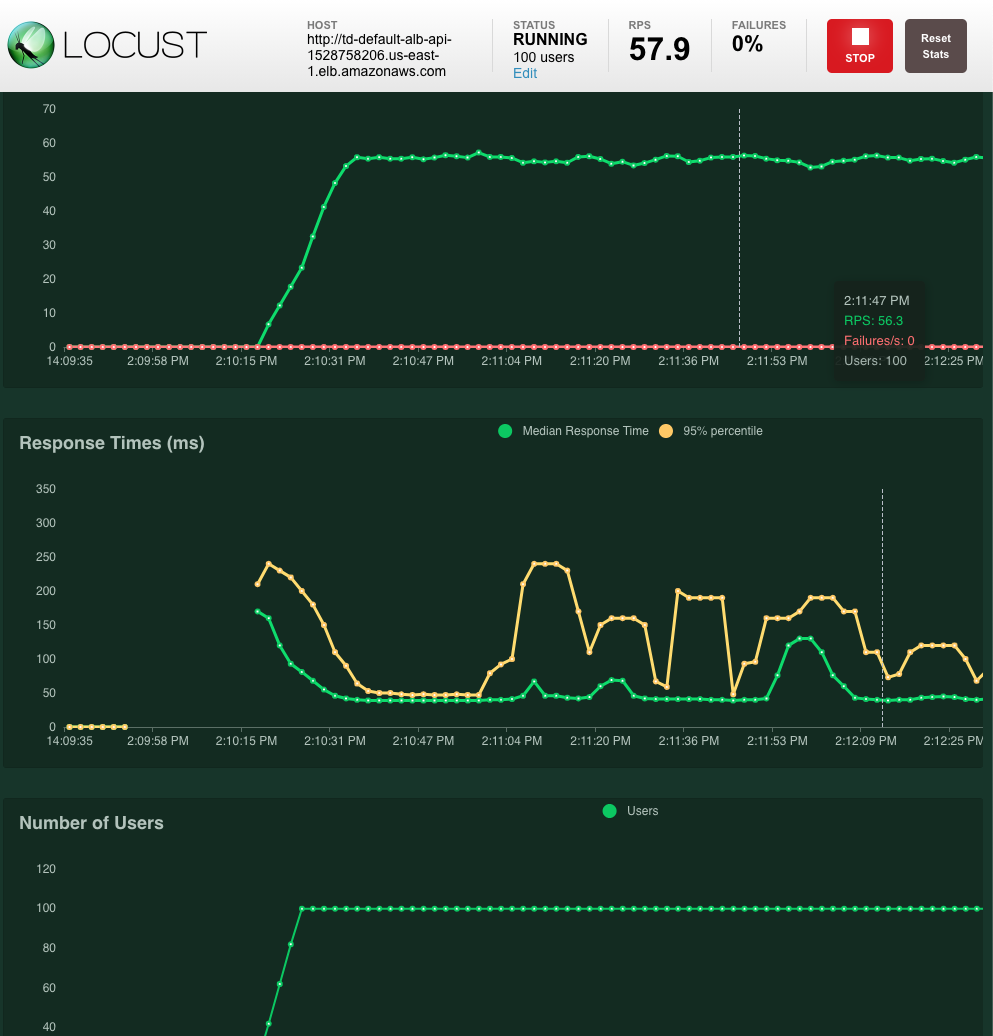 LOCUST
HOST
http://td-default-alb-api-
1528758206.us-east-
1.elb.amazonaws.com
STATUS
RUNNING
100 users
Edit
RPS
57.9
FAILURES
0%
STOP
Reset
Stats
70
60
50
40
30
20
10
0
14:09:35 2:09:58 PM 2:10:15 PM 2:10:31 PM 2:10:47 PM 2:11:04 PM 2:11:20 PM 2:11:36 PM 2:11:53 PM 2:12:25 PM
2:11:47 PM
RPS: 56.3
Failures/s: 0
Users: 100
Response Times (ms)
Median Response Time 95% percentile
350
300
250
200
150
100
50
0
14:09:35 2:09:58 PM 2:10:15 PM 2:10:31 PM 2:10:47 PM 2:11:04 PM 2:11:20 PM 2:11:36 PM 2:11:53 PM 2:12:09 PM 2:12:25 PM
Number of Users
Users
120
100
80
60
40